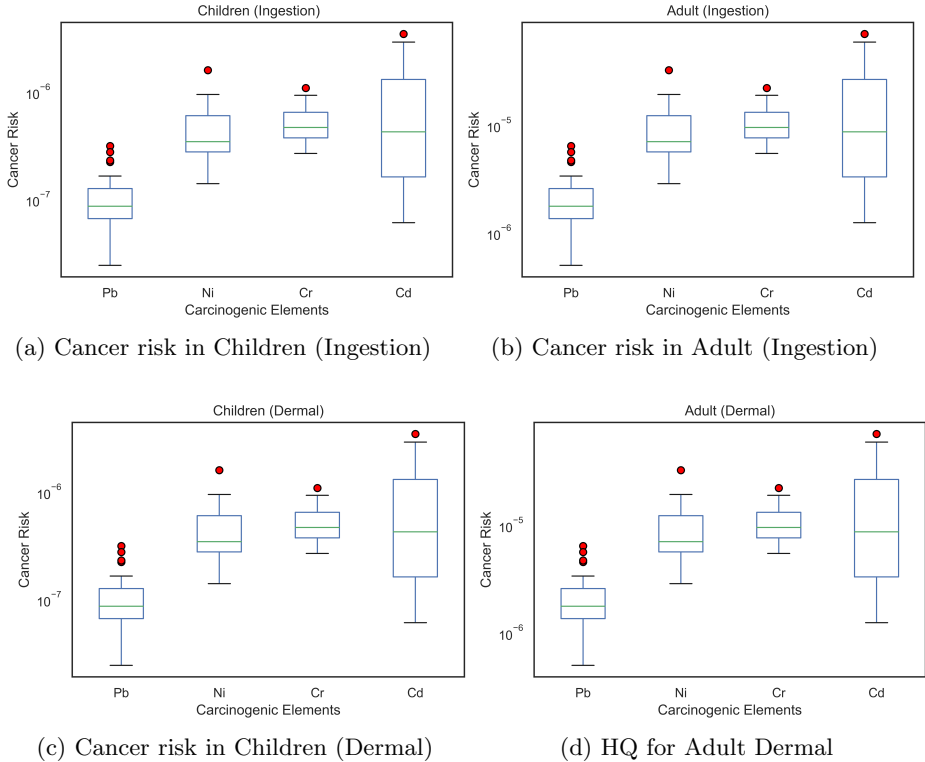 Children (Ingestion)
Cancer Risk
10⁻⁶
10⁻⁷
Pb Ni Cr Cd
Carcinogenic Elements
(a) Cancer risk in Children (Ingestion)
Adult (Ingestion)
Cancer Risk
10⁻⁵
10⁻⁶
Pb Ni Cr Cd
Carcinogenic Elements
(b) Cancer risk in Adult (Ingestion)
Children (Dermal)
Cancer Risk
10⁻⁶
10⁻⁷
Pb Ni Cr Cd
Carcinogenic Elements
(c) Cancer risk in Children (Dermal)
Adult (Dermal)
Cancer Risk
10⁻⁵
10⁻⁶
Pb Ni Cr Cd
Carcinogenic Elements
(d) HQ for Adult Dermal